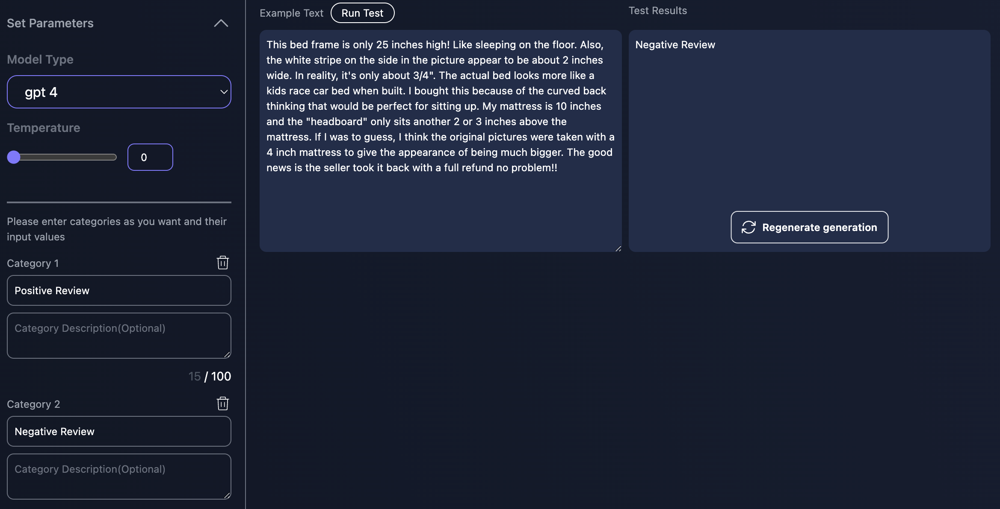 Set Parameters
Model Type
gpt 4
Temperature
0
Please enter categories as you want and their
input values
Category 1
Positive Review
Category Description(Optional)
15 / 100
Category 2
Negative Review
Category Description(Optional)
Example Text
Run Test
This bed frame is only 25 inches high! Like sleeping on the floor. Also,
the white stripe on the side in the picture appear to be about 2 inches
wide. In reality, it's only about 3/4". The actual bed looks more like a
kids race car bed when built. I bought this because of the curved back
thinking that would be perfect for sitting up. My mattress is 10 inches
and the "headboard" only sits another 2 or 3 inches above the
mattress. If I was to guess, I think the original pictures were taken with a
4 inch mattress to give the appearance of being much bigger. The good
news is the seller took it back with a full refund no problem!!
Test Results
Negative Review
Regenerate generation